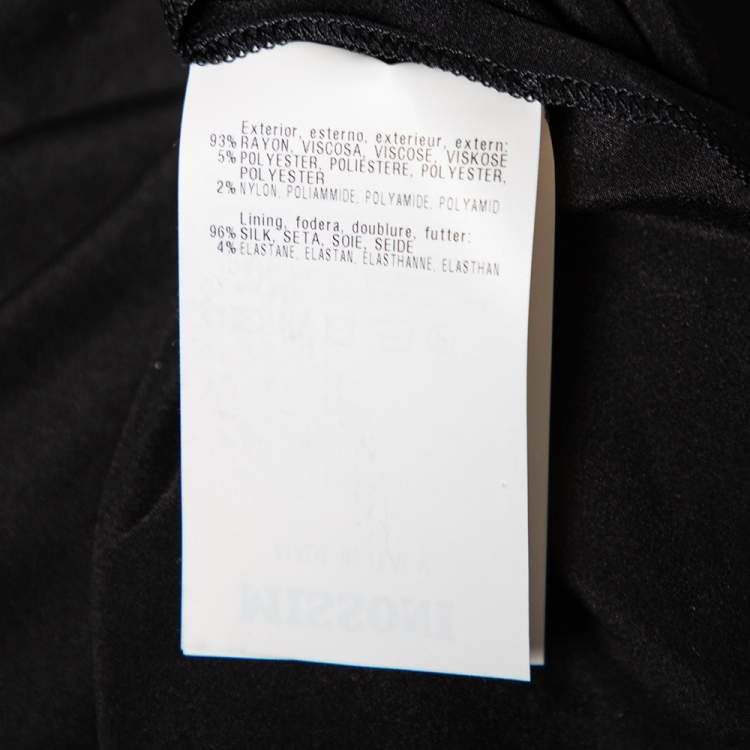 Exterior, esterno, exterieur, extern:
93% RAYON, VISCOSA, VISCOSE, VISKOSE
5% POLYESTER, POLIESTERE, POLYESTER,
POLYESTER
2% NYLON, POLIAMMIDE, POLYAMIDE, POLYAMID
Lining, fodera, doublure, futter:
96% SILK, SETA, SOIE, SEIDE
4% ELASTANE, ELASTAN, ELASTHANNE, ELASTHAN
MISSONI